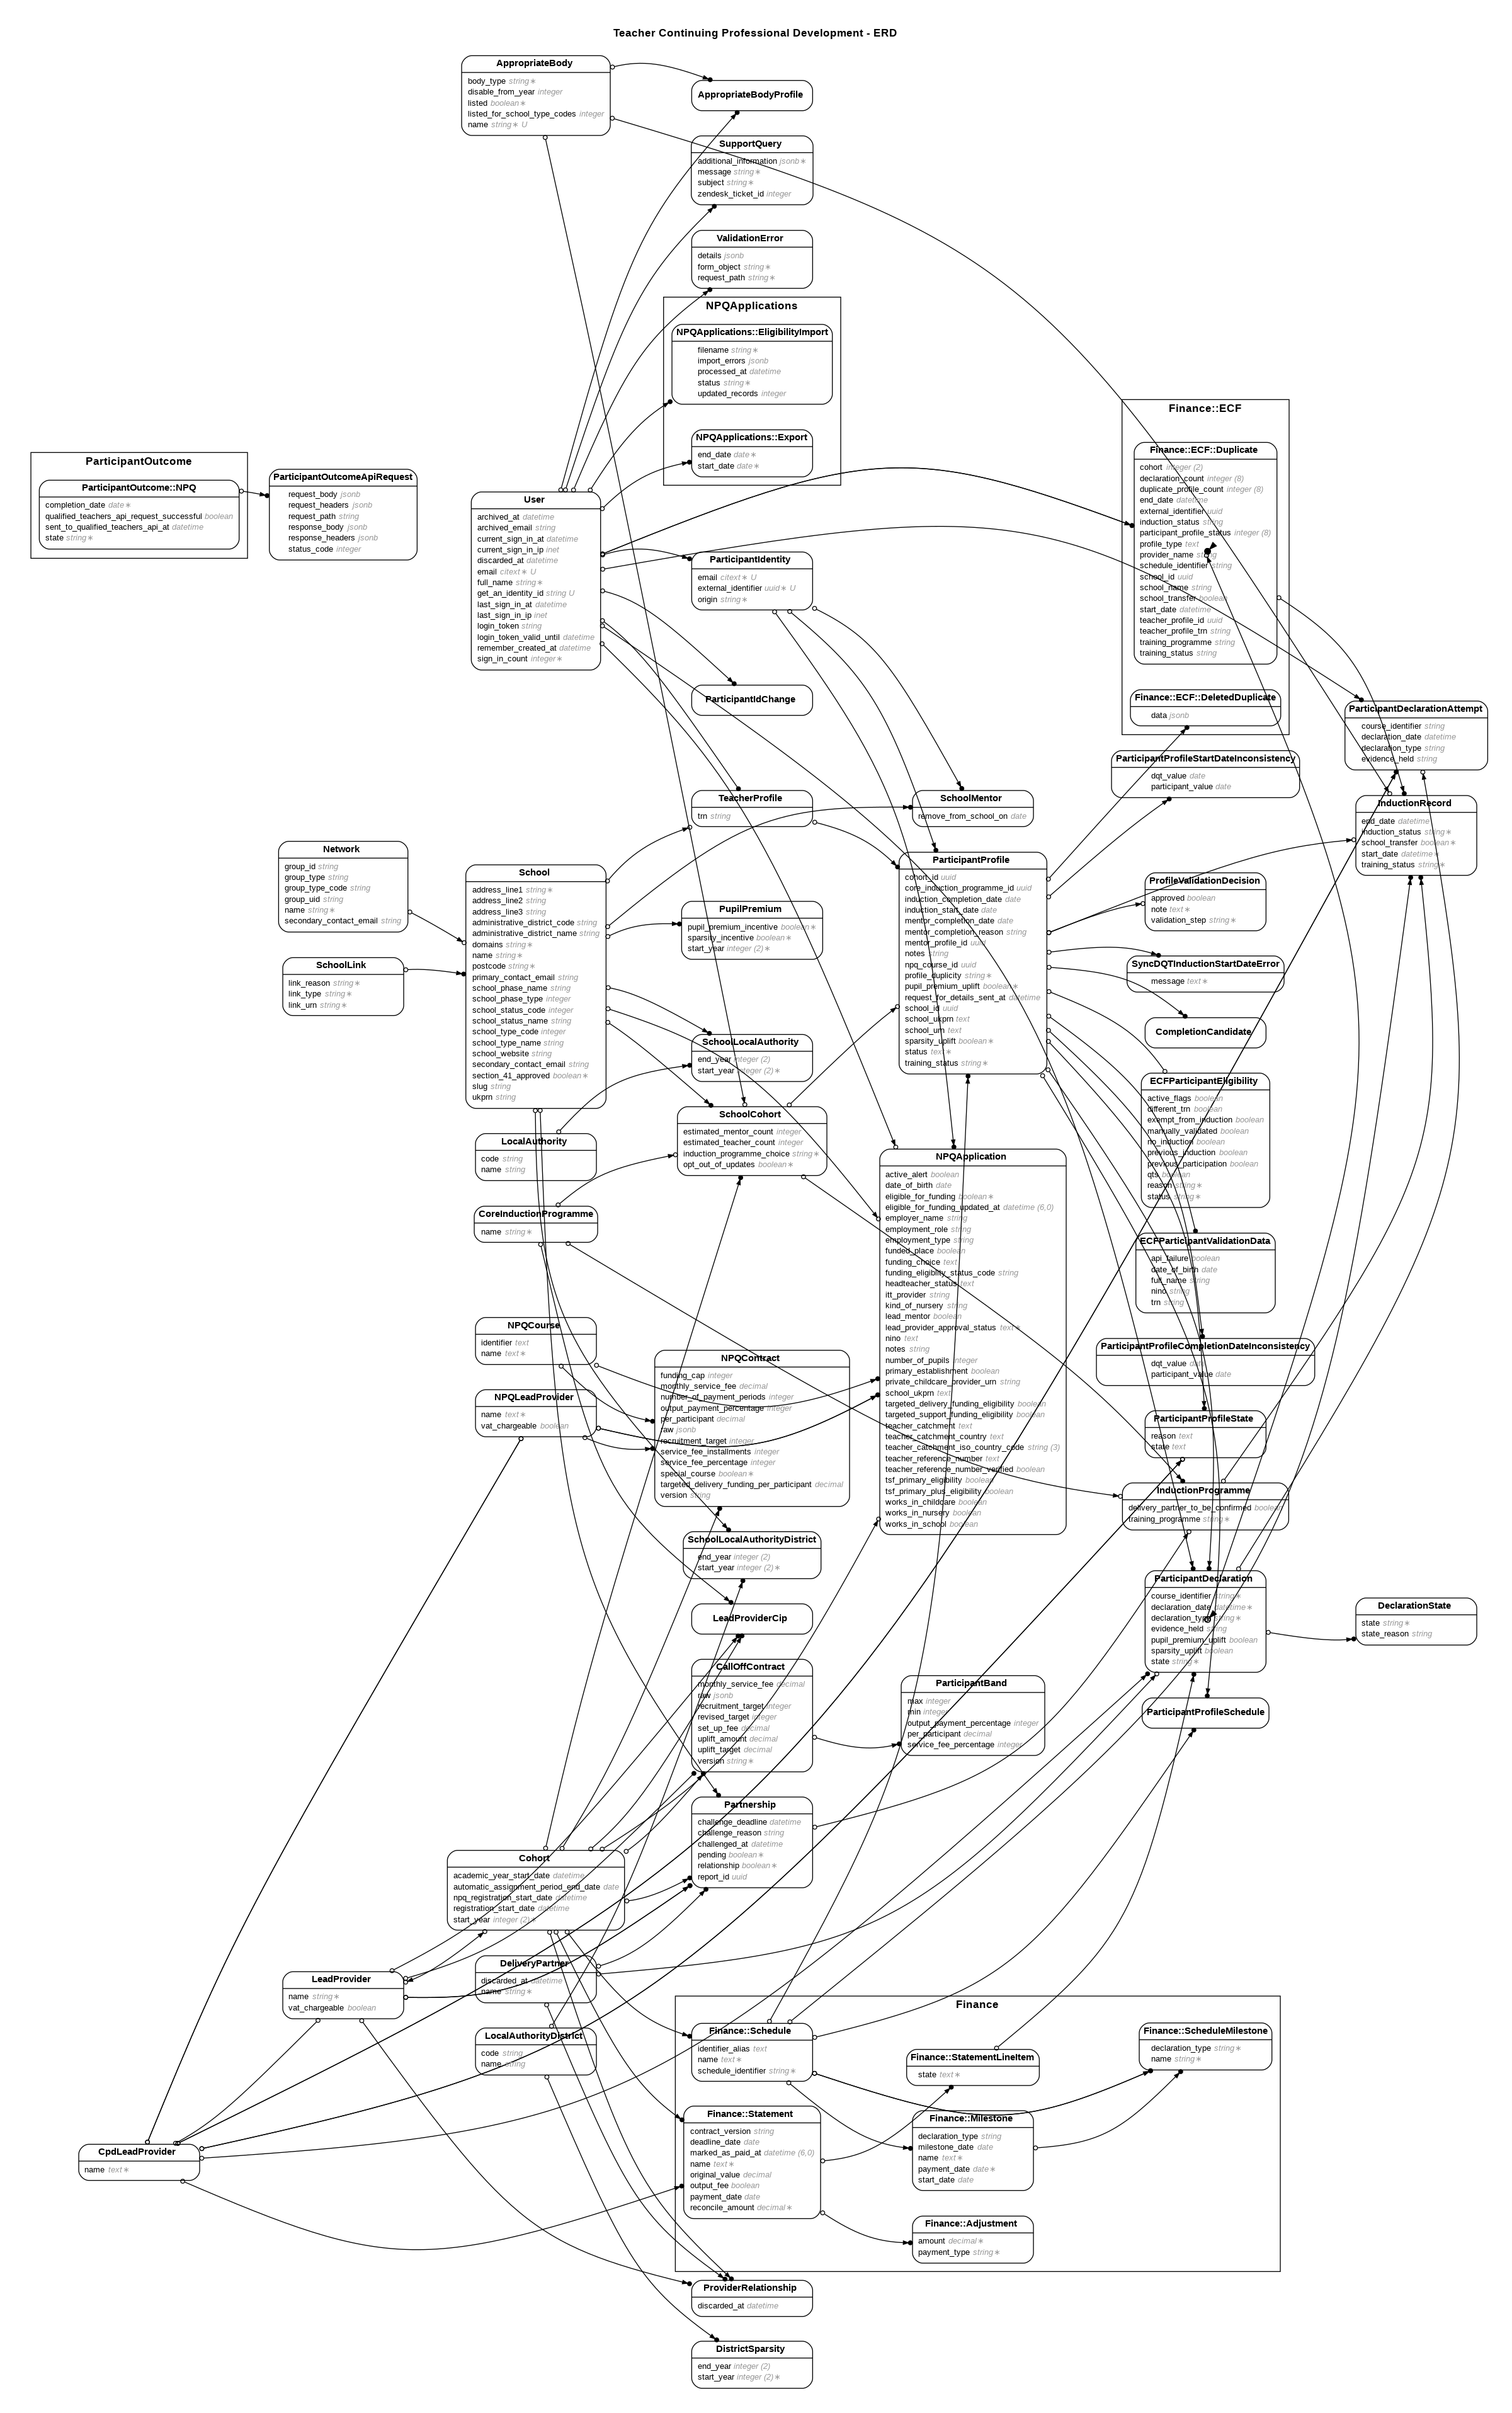 Teacher Continuing Professional Development - ERD
AppropriateBody
body_type string∗
disable_from_year integer
listed boolean∗
listed_for_school_type_codes integer
name string∗ U
AppropriateBodyProfile
SupportQuery
additional_information jsonb∗
message string∗
subject string∗
zendesk_ticket_id integer
ValidationError
details jsonb
form_object string∗
request_path string∗
NPQApplications
NPQApplications::EligibilityImport
filename string∗
import_errors jsonb
processed_at datetime
status string∗
updated_records integer
NPQApplications::Export
end_date date∗
start_date date∗
Finance::ECF
Finance::ECF::Duplicate
cohort integer (2)
declaration_count integer (8)
duplicate_profile_count integer (8)
end_date datetime
external_identifier uuid
induction_status string
participant_profile_status integer (8)
profile_type text
provider_name string
schedule_identifier string
school_id uuid
school_name string
school_transfer boolean
start_date datetime
teacher_profile_id uuid
teacher_profile_trn string
training_programme string
training_status string
Finance::ECF::DeletedDuplicate
data jsonb
ParticipantOutcome
ParticipantOutcome::NPQ
completion_date date∗
qualified_teachers_api_request_successful boolean
sent_to_qualified_teachers_api_at datetime
state string∗
ParticipantOutcomeApiRequest
request_body jsonb
request_headers jsonb
request_path string
response_body jsonb
response_headers jsonb
status_code integer
User
archived_at datetime
archived_email string
current_sign_in_at datetime
current_sign_in_ip inet
discarded_at datetime
email citext∗ U
full_name string∗
get_an_identity_id string U
last_sign_in_at datetime
last_sign_in_ip inet
login_token string
login_token_valid_until datetime
remember_created_at datetime
sign_in_count integer∗
ParticipantIdentity
email citext∗ U
external_identifier uuid∗ U
origin string∗
ParticipantIdChange
ParticipantDeclarationAttempt
course_identifier string
declaration_date datetime
declaration_type string
evidence_held string
ParticipantProfileStartDateInconsistency
dqt_value date
participant_value date
TeacherProfile
trn string
SchoolMentor
remove_from_school_on date
InductionRecord
end_date datetime
induction_status string∗
school_transfer boolean∗
start_date datetime∗
training_status string∗
Network
group_id string
group_type string
group_type_code string
group_uid string
name string∗
secondary_contact_email string
SchoolLink
link_reason string∗
link_type string∗
link_urn string∗
School
address_line1 string∗
address_line2 string
address_line3 string
administrative_district_code string
administrative_district_name string
domains string∗
name string∗
postcode string∗
primary_contact_email string
school_phase_name string
school_phase_type integer
school_status_code integer
school_status_name string
school_type_code integer
school_type_name string
school_website string
secondary_contact_email string
section_41_approved boolean∗
slug string
ukprn string
PupilPremium
pupil_premium_incentive boolean∗
sparsity_incentive boolean∗
start_year integer (2)∗
ParticipantProfile
cohort_id uuid
core_induction_programme_id uuid
induction_completion_date date
induction_start_date date
mentor_completion_date date
mentor_completion_reason string
mentor_profile_id uuid
notes string
npq_course_id uuid
profile_duplicity string∗
pupil_premium_uplift boolean∗
request_for_details_sent_at datetime
school_id uuid
school_ukprn text
school_urn text
sparsity_uplift boolean∗
status text∗
training_status string∗
ProfileValidationDecision
approved boolean
note text∗
validation_step string∗
SyncDQTInductionStartDateError
message text∗
CompletionCandidate
SchoolLocalAuthority
end_year integer (2)
start_year integer (2)∗
SchoolCohort
estimated_mentor_count integer
estimated_teacher_count integer
induction_programme_choice string∗
opt_out_of_updates boolean∗
ECFParticipantEligibility
active_flags boolean
different_trn boolean
exempt_from_induction boolean
manually_validated boolean
no_induction boolean
previous_induction boolean
previous_participation boolean
qts boolean
reason string∗
status string∗
LocalAuthority
code string
name string
CoreInductionProgramme
name string∗
NPQApplication
active_alert boolean
date_of_birth date
eligible_for_funding boolean∗
eligible_for_funding_updated_at datetime (6,0)
employer_name string
employment_role string
employment_type string
funded_place boolean
funding_choice text
funding_eligiblity_status_code string
headteacher_status text
itt_provider string
kind_of_nursery string
lead_mentor boolean
lead_provider_approval_status text∗
nino text
notes string
number_of_pupils integer
primary_establishment boolean
private_childcare_provider_urn string
school_ukprn text
targeted_delivery_funding_eligibility boolean
targeted_support_funding_eligibility boolean
teacher_catchment text
teacher_catchment_country text
teacher_catchment_iso_country_code string (3)
teacher_reference_number text
teacher_reference_number_verified boolean
tsf_primary_eligibility boolean
tsf_primary_plus_eligibility boolean
works_in_childcare boolean
works_in_nursery boolean
works_in_school boolean
ECFParticipantValidationData
api_failure boolean
date_of_birth date
full_name string
nino string
trn string
ParticipantProfileCompletionDateInconsistency
dqt_value date
participant_value date
NPQCourse
identifier text
name text∗
NPQLeadProvider
name text∗
vat_chargeable boolean
NPQContract
funding_cap integer
monthly_service_fee decimal
number_of_payment_periods integer
output_payment_percentage integer
per_participant decimal
raw jsonb
recruitment_target integer
service_fee_installments integer
service_fee_percentage integer
special_course boolean∗
targeted_delivery_funding_per_participant decimal
version string
ParticipantProfileState
reason text
state text
InductionProgramme
delivery_partner_to_be_confirmed boolean
training_programme string∗
SchoolLocalAuthorityDistrict
end_year integer (2)
start_year integer (2)∗
LeadProviderCip
ParticipantDeclaration
course_identifier string∗
declaration_date datetime∗
declaration_type string∗
evidence_held string
pupil_premium_uplift boolean
sparsity_uplift boolean
state string∗
DeclarationState
state string∗
state_reason string
CallOffContract
monthly_service_fee decimal
raw jsonb
recruitment_target integer
revised_target integer
set_up_fee decimal
uplift_amount decimal
uplift_target decimal
version string∗
ParticipantBand
max integer
min integer
output_payment_percentage integer
per_participant decimal
service_fee_percentage integer
ParticipantProfileSchedule
Partnership
challenge_deadline datetime
challenge_reason string
challenged_at datetime
pending boolean∗
relationship boolean∗
report_id uuid
Cohort
academic_year_start_date datetime
automatic_assignment_period_end_date date
npq_registration_start_date datetime
registration_start_date datetime
start_year integer (2)∗
LeadProvider
name string∗
vat_chargeable boolean
DeliveryPartner
discarded_at datetime
name string∗
LocalAuthorityDistrict
code string
name string
CpdLeadProvider
name text∗
Finance
Finance::Schedule
identifier_alias text
name text∗
schedule_identifier string∗
Finance::StatementLineItem
state text∗
Finance::ScheduleMilestone
declaration_type string∗
name string∗
Finance::Statement
contract_version string
deadline_date date
marked_as_paid_at datetime (6,0)
name text∗
original_value decimal
output_fee boolean
payment_date date
reconcile_amount decimal∗
Finance::Milestone
declaration_type string
milestone_date date
name text∗
payment_date date∗
start_date date
Finance::Adjustment
amount decimal∗
payment_type string∗
ProviderRelationship
discarded_at datetime
DistrictSparsity
end_year integer (2)
start_year integer (2)∗